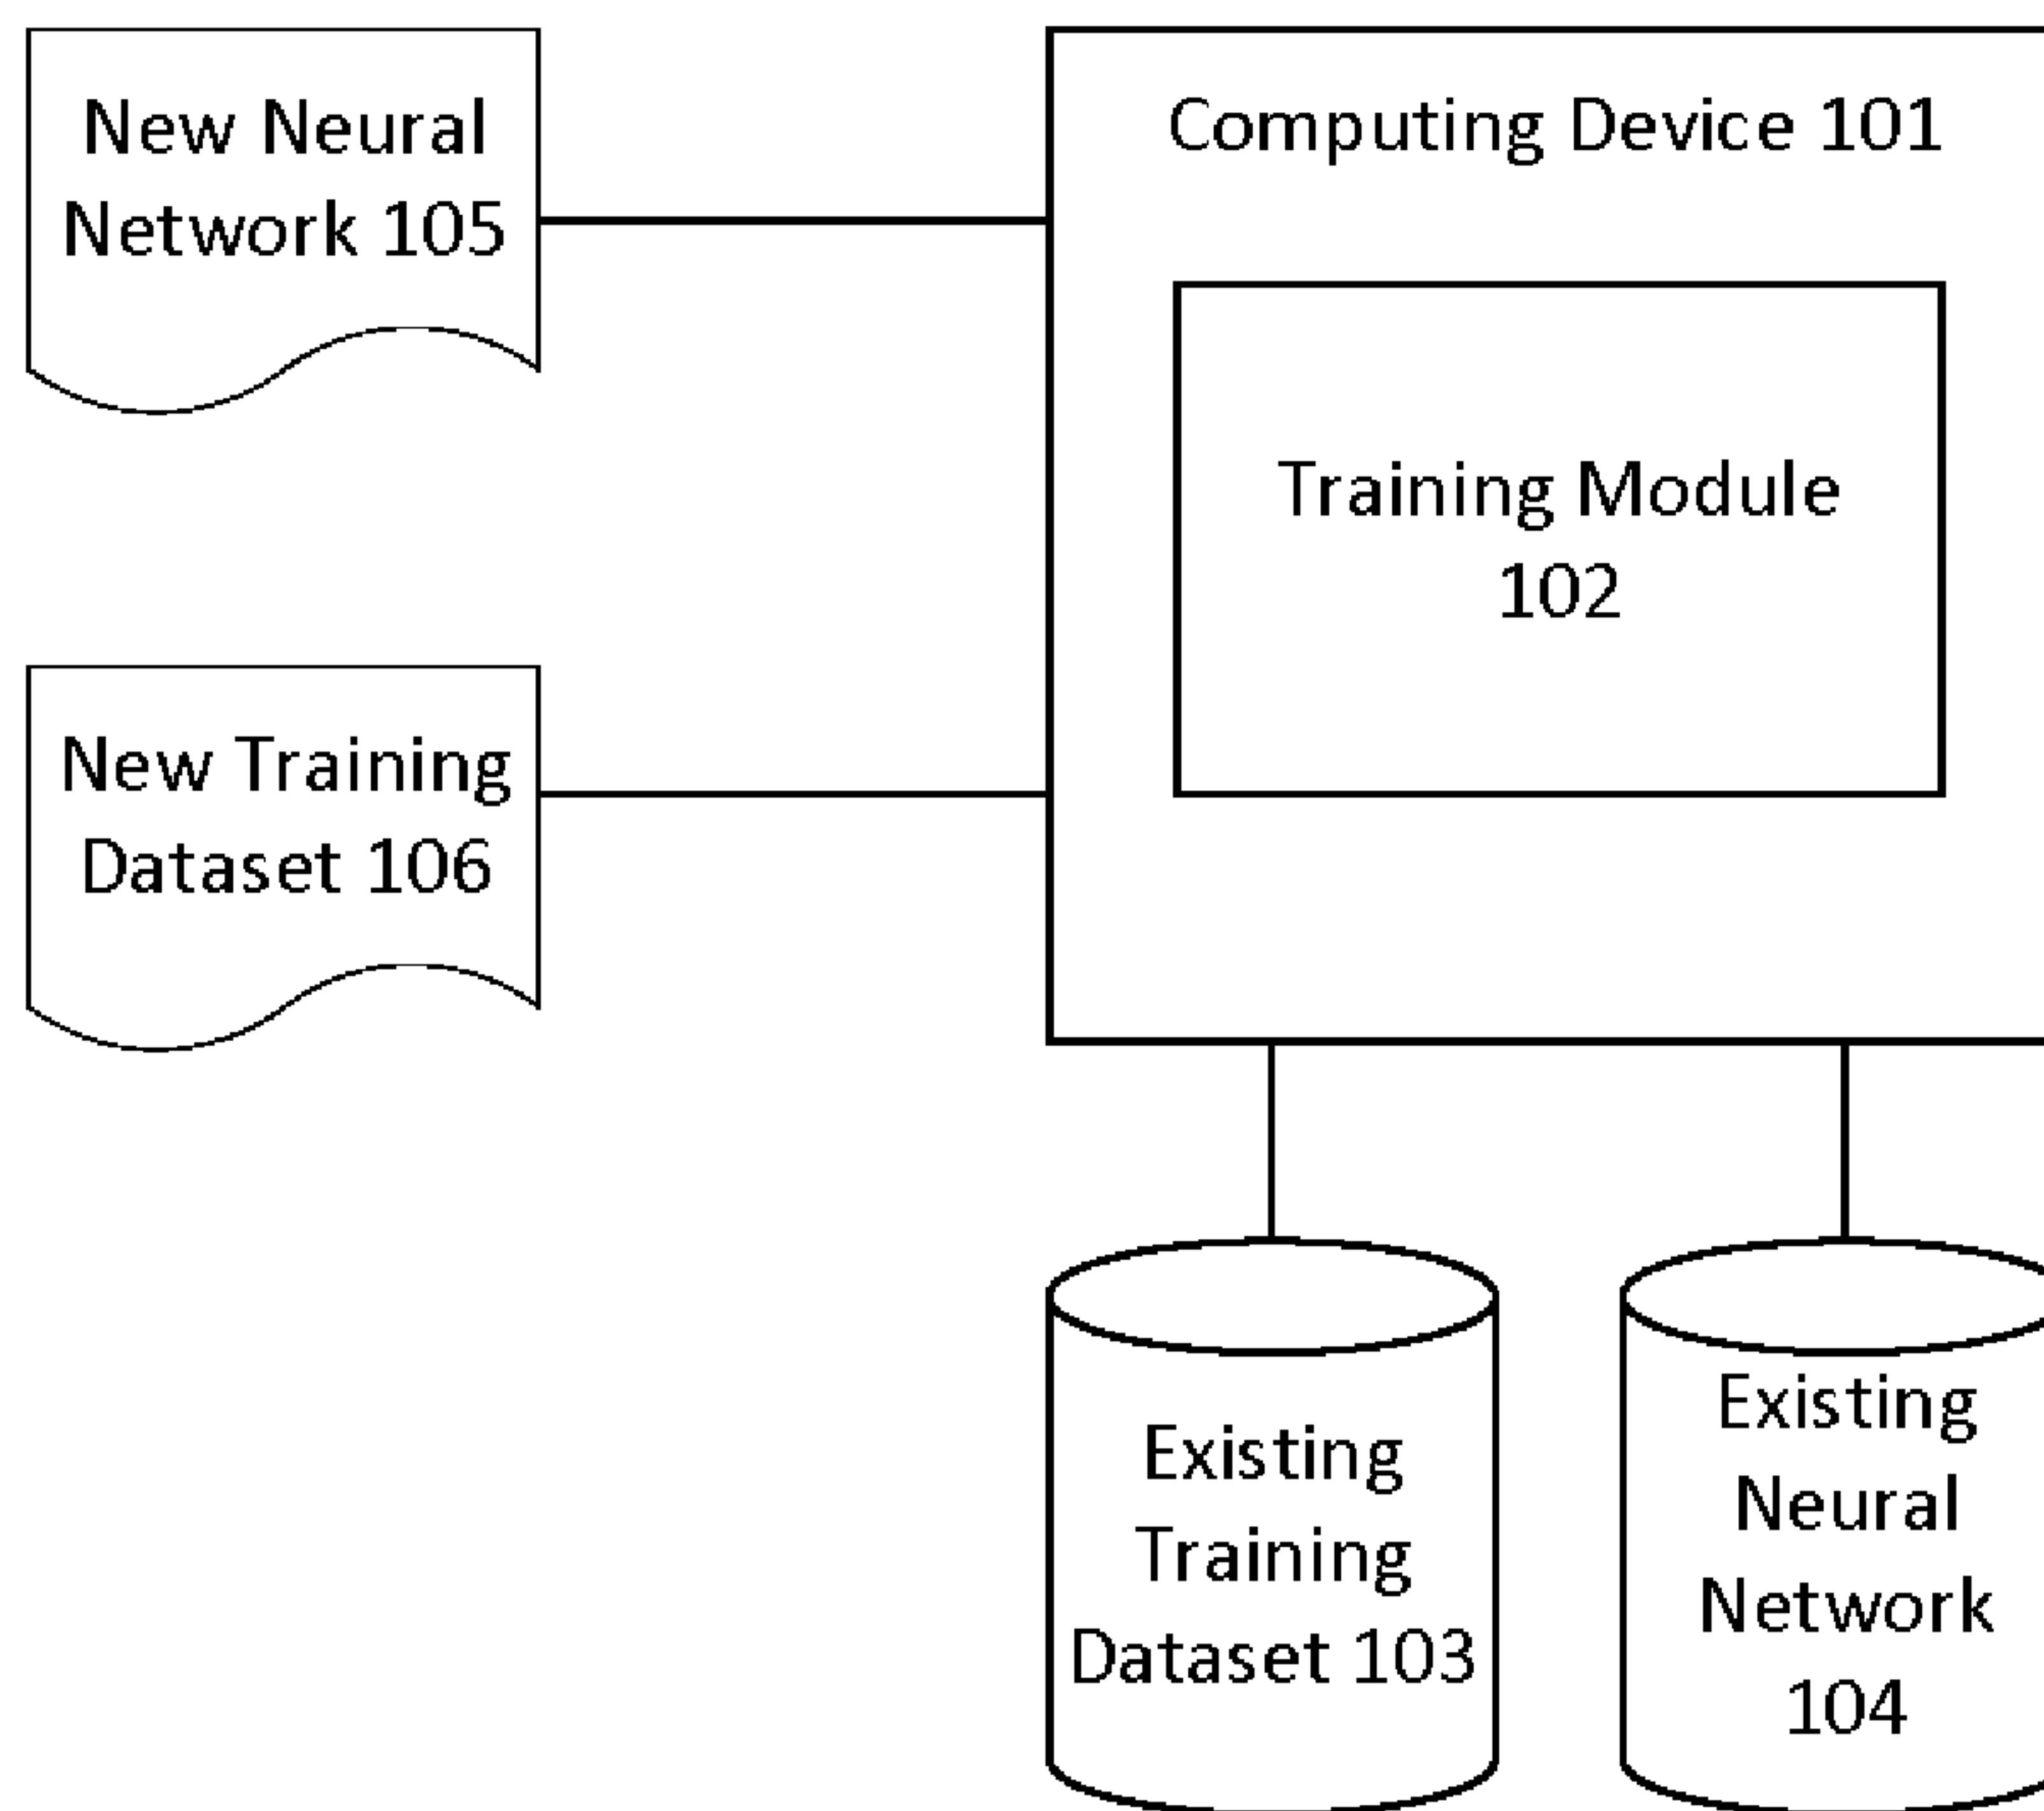 New Neural
Network 105
Computing Device 101
Training Module
102
New Training
Dataset 106
Existing
Training
Dataset 103
Existing
Neural
Network
104